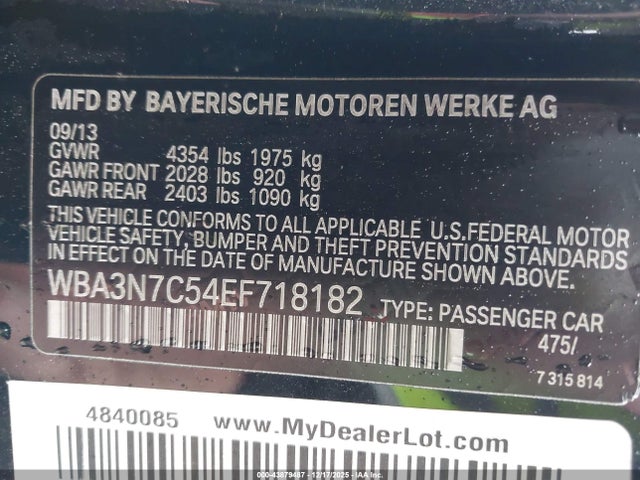 MFD BY BAYERISCHE MOTOREN WERKE AG
09/13
GVWR 4354 lbs 1975 kg
GAWR FRONT 2028 lbs 920 kg
GAWR REAR 2403 lbs 1090 kg
THIS VEHICLE CONFORMS TO ALL APPLICABLE U.S.FEDERAL MOTOR
VEHICLE SAFETY, BUMPER AND THEFT PREVENTION STANDARDS
IN EFFECT ON THE DATE OF MANUFACTURE SHOWN ABOVE.
WBA3N7C54EF718182 TYPE: PASSENGER CAR
475/
7 315 814
4840085 www.MyDealerLot.com
000-43879487 - 12/17/2025 - IAADN